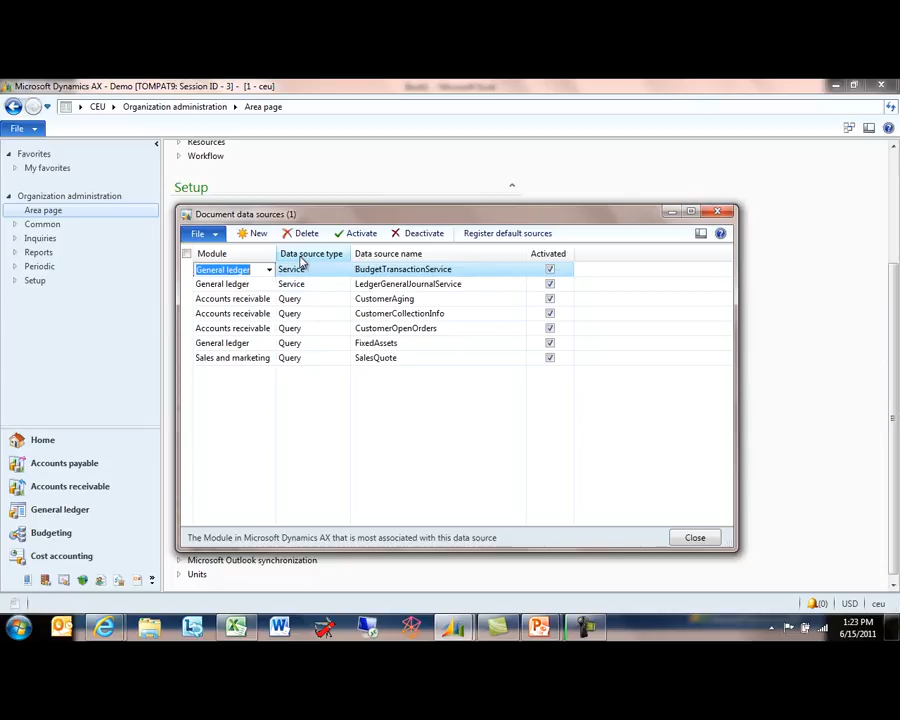 Microsoft Dynamics AX - Demo [TOMPAT9: Session ID - 3] - [1 - ceu]
CEU Organization administration Area page
File
Favorites
My favorites
Organization administration
Area page
Common
Inquiries
Reports
Periodic
Setup
Resources
Workflow
Setup
Document data sources (1)
File New Delete Activate Deactivate Register default sources
Module Data source type Data source name Activated
General ledger Service BudgetTransactionService
General ledger Service LedgerGeneralJournalService
Accounts receivable Query CustomerAging
Accounts receivable Query CustomerCollectionInfo
Accounts receivable Query CustomerOpenOrders
General ledger Query FixedAssets
Sales and marketing Query SalesQuote
The Module in Microsoft Dynamics AX that is most associated with this data source
Close
Microsoft Outlook synchronization
Units
Home
Accounts payable
Accounts receivable
General ledger
Budgeting
Cost accounting
(0) USD ceu
1:23 PM
6/15/2011